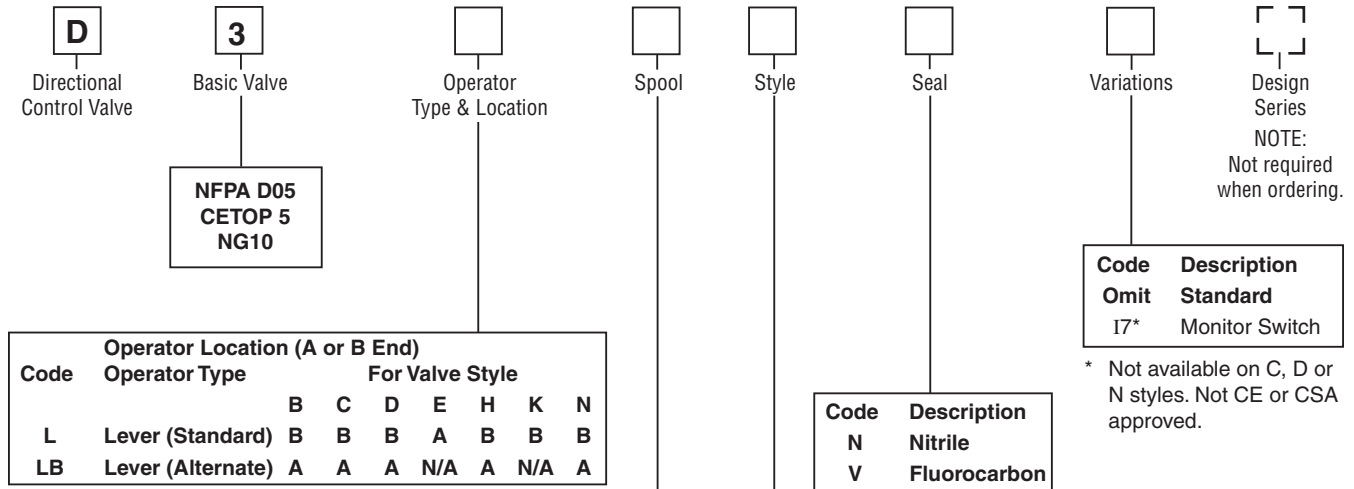 D 3
Directional Control Valve
Basic Valve
Operator Type & Location
Spool
Style
Seal
Variations
Design Series
NOTE:
Not required
when ordering.
NFPA D05
CETOP 5
NG10
Code Description
Omit Standard
I7* Monitor Switch
* Not available on C, D or
N styles. Not CE or CSA
approved.
Operator Location (A or B End)
Code Operator Type For Valve Style
B C D E H K N
L Lever (Standard) B B B A B B B
LB Lever (Alternate) A A A N/A A N/A A
Code Description
N Nitrile
V Fluorocarbon